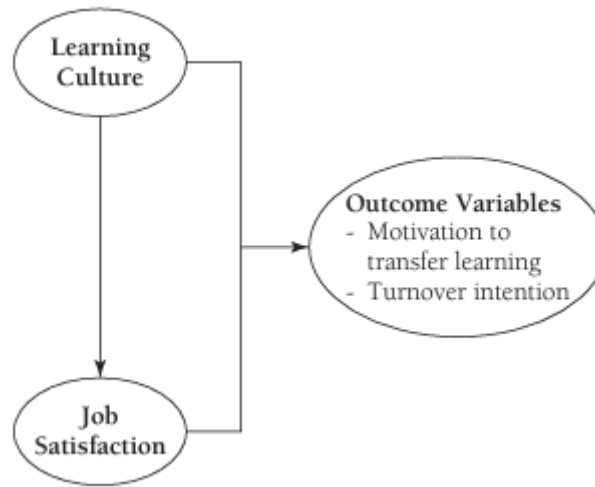 Learning
Culture
Outcome Variables
- Motivation to
transfer learning
- Turnover intention
Job
Satisfaction